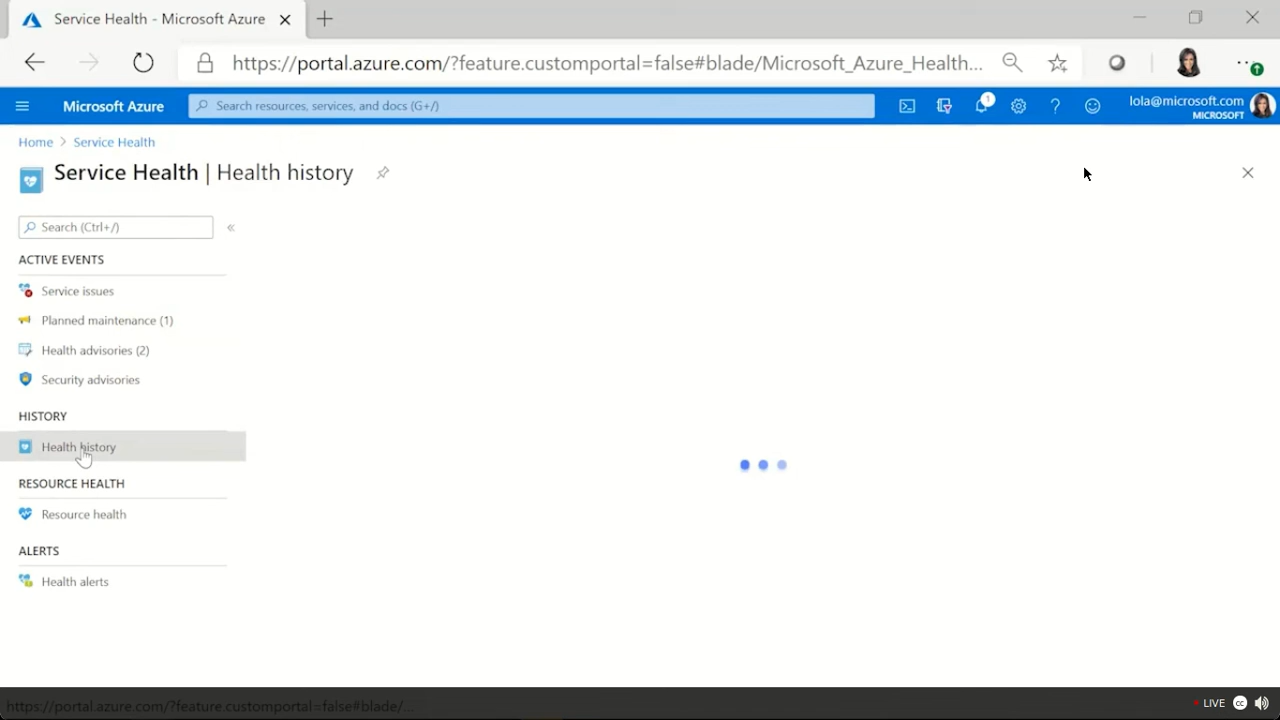 Service Health - Microsoft Azure
https://portal.azure.com/?feature.customportal=false#blade/Microsoft_Azure_Health...
Microsoft Azure
Search resources, services, and docs (G+/)
1
lola@microsoft.com
MICROSOFT
Home > Service Health
Service Health | Health history
Search (Ctrl+/)
ACTIVE EVENTS
Service issues
Planned maintenance (1)
Health advisories (2)
Security advisories
HISTORY
Health history
RESOURCE HEALTH
Resource health
ALERTS
Health alerts
https://portal.azure.com/?feature.customportal=false#blade/...
LIVE
CC